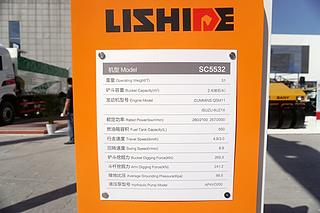 LISHIDE
机型 Model SC5532
重量 Operating Weight(T) 51
铲斗容量 Bucket Capacity(m³)
发动机型号 Engine Model CUMMINS QSM11
ISUZU 6UZ1X
额定功率 Rated Power(kw/rmin)
燃油箱容积 Fuel Tank Capacity(L) 650
行走速度 Travel Speed(km/h)
回转速度 Swing Speed(r/min)
铲斗挖掘力 Bucket Digging Force(KN)
斗杆挖掘力 Arm Digging Force(KN)
接地比压 Average Grounding Pressure(Kpa)
液压泵型号 Hydraulic Pump Model
SANY